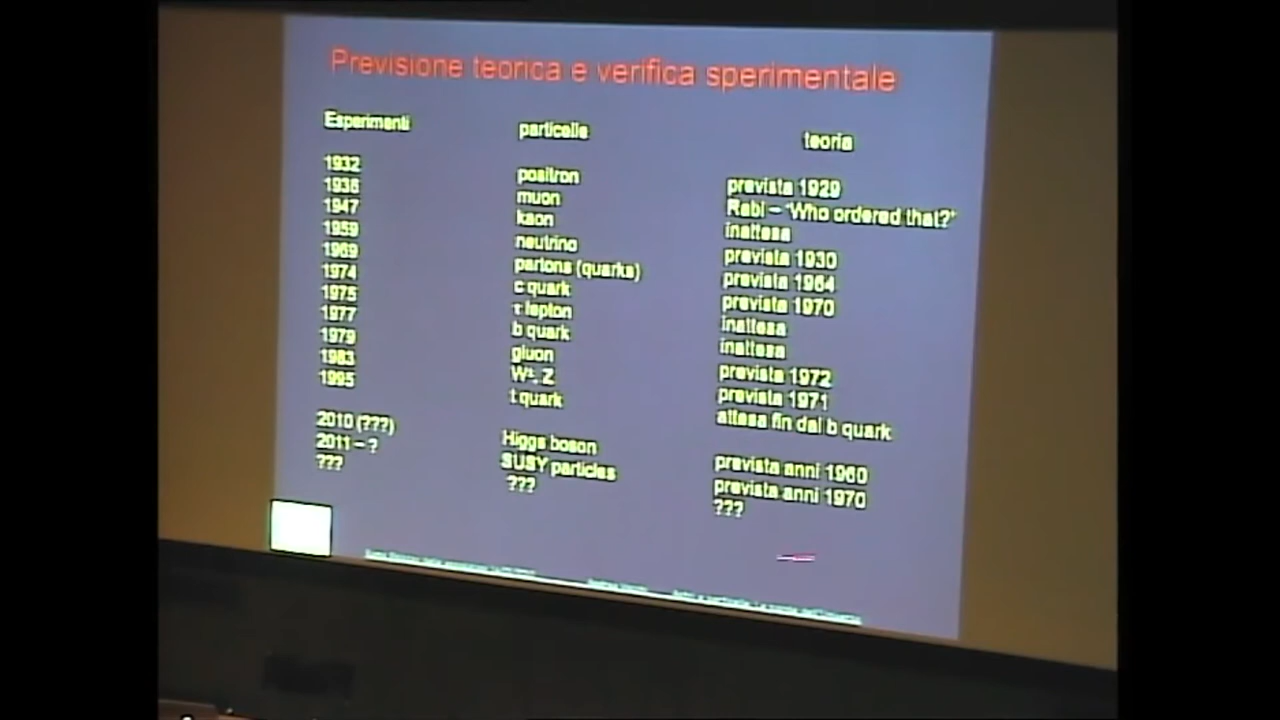 Previsione teorica e verifica sperimentale
Esperimenti particelle teoria
1932 positron prevista 1929
1936 muon Rabi – "Who ordered that?"
1947 kaon inattesa
1959 neutrino prevista 1930
1969 partons (quarks) prevista 1964
1974 c quark prevista 1970
1975 τ lepton inattesa
1977 b quark inattesa
1979 gluon prevista 1972
1983 W±, Z prevista 1971
1995 t quark attesa fin dal b quark
2010 (???) Higgs boson prevista anni 1960
2011 – ? SUSY particles prevista anni 1970
??? ??? ???